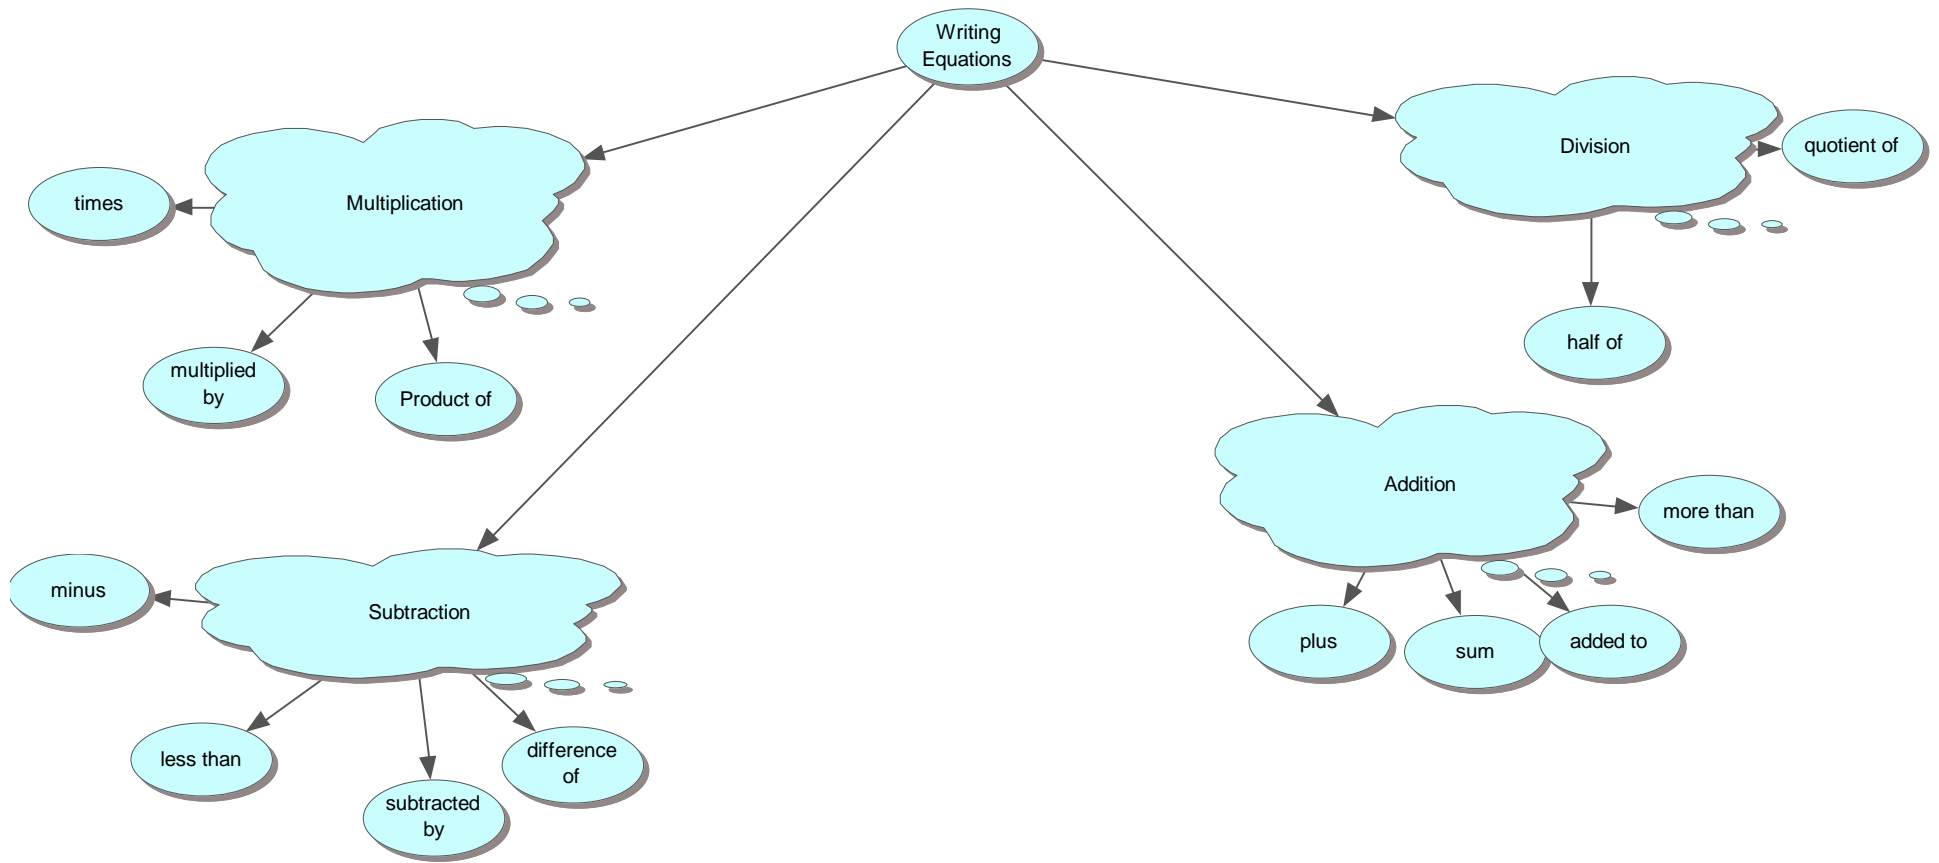 Writing
Equations
Multiplication
times
multiplied
by
Product of
Division
quotient of
half of
Subtraction
minus
less than
subtracted
by
difference
of
Addition
more than
plus
sum
added to